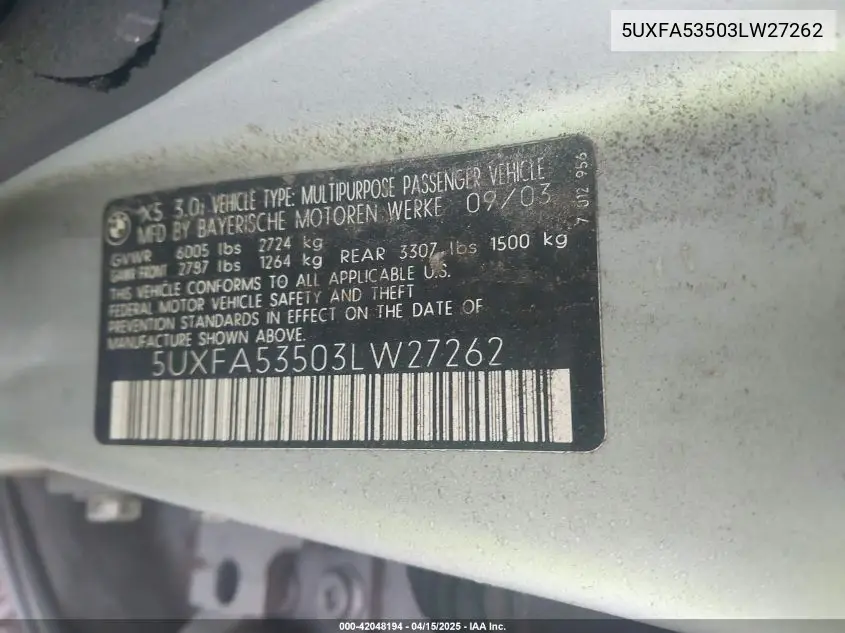 5UXFA53503LW27262
BMW
X5 3.0i VEHICLE TYPE: MULTIPURPOSE PASSENGER VEHICLE
MFD BY BAYERISCHE MOTOREN WERKE 09/03
GVWR 6005 lbs 2724 kg
GAWR FRONT 2787 lbs 1264 kg REAR 3307 lbs 1500 kg
THIS VEHICLE CONFORMS TO ALL APPLICABLE U.S.
FEDERAL MOTOR VEHICLE SAFETY AND THEFT
PREVENTION STANDARDS IN EFFECT ON THE DATE OF
MANUFACTURE SHOWN ABOVE.
5UXFA53503LW27262
7 012 956
000-42048194 - 04/15/2025 - IAA Inc.